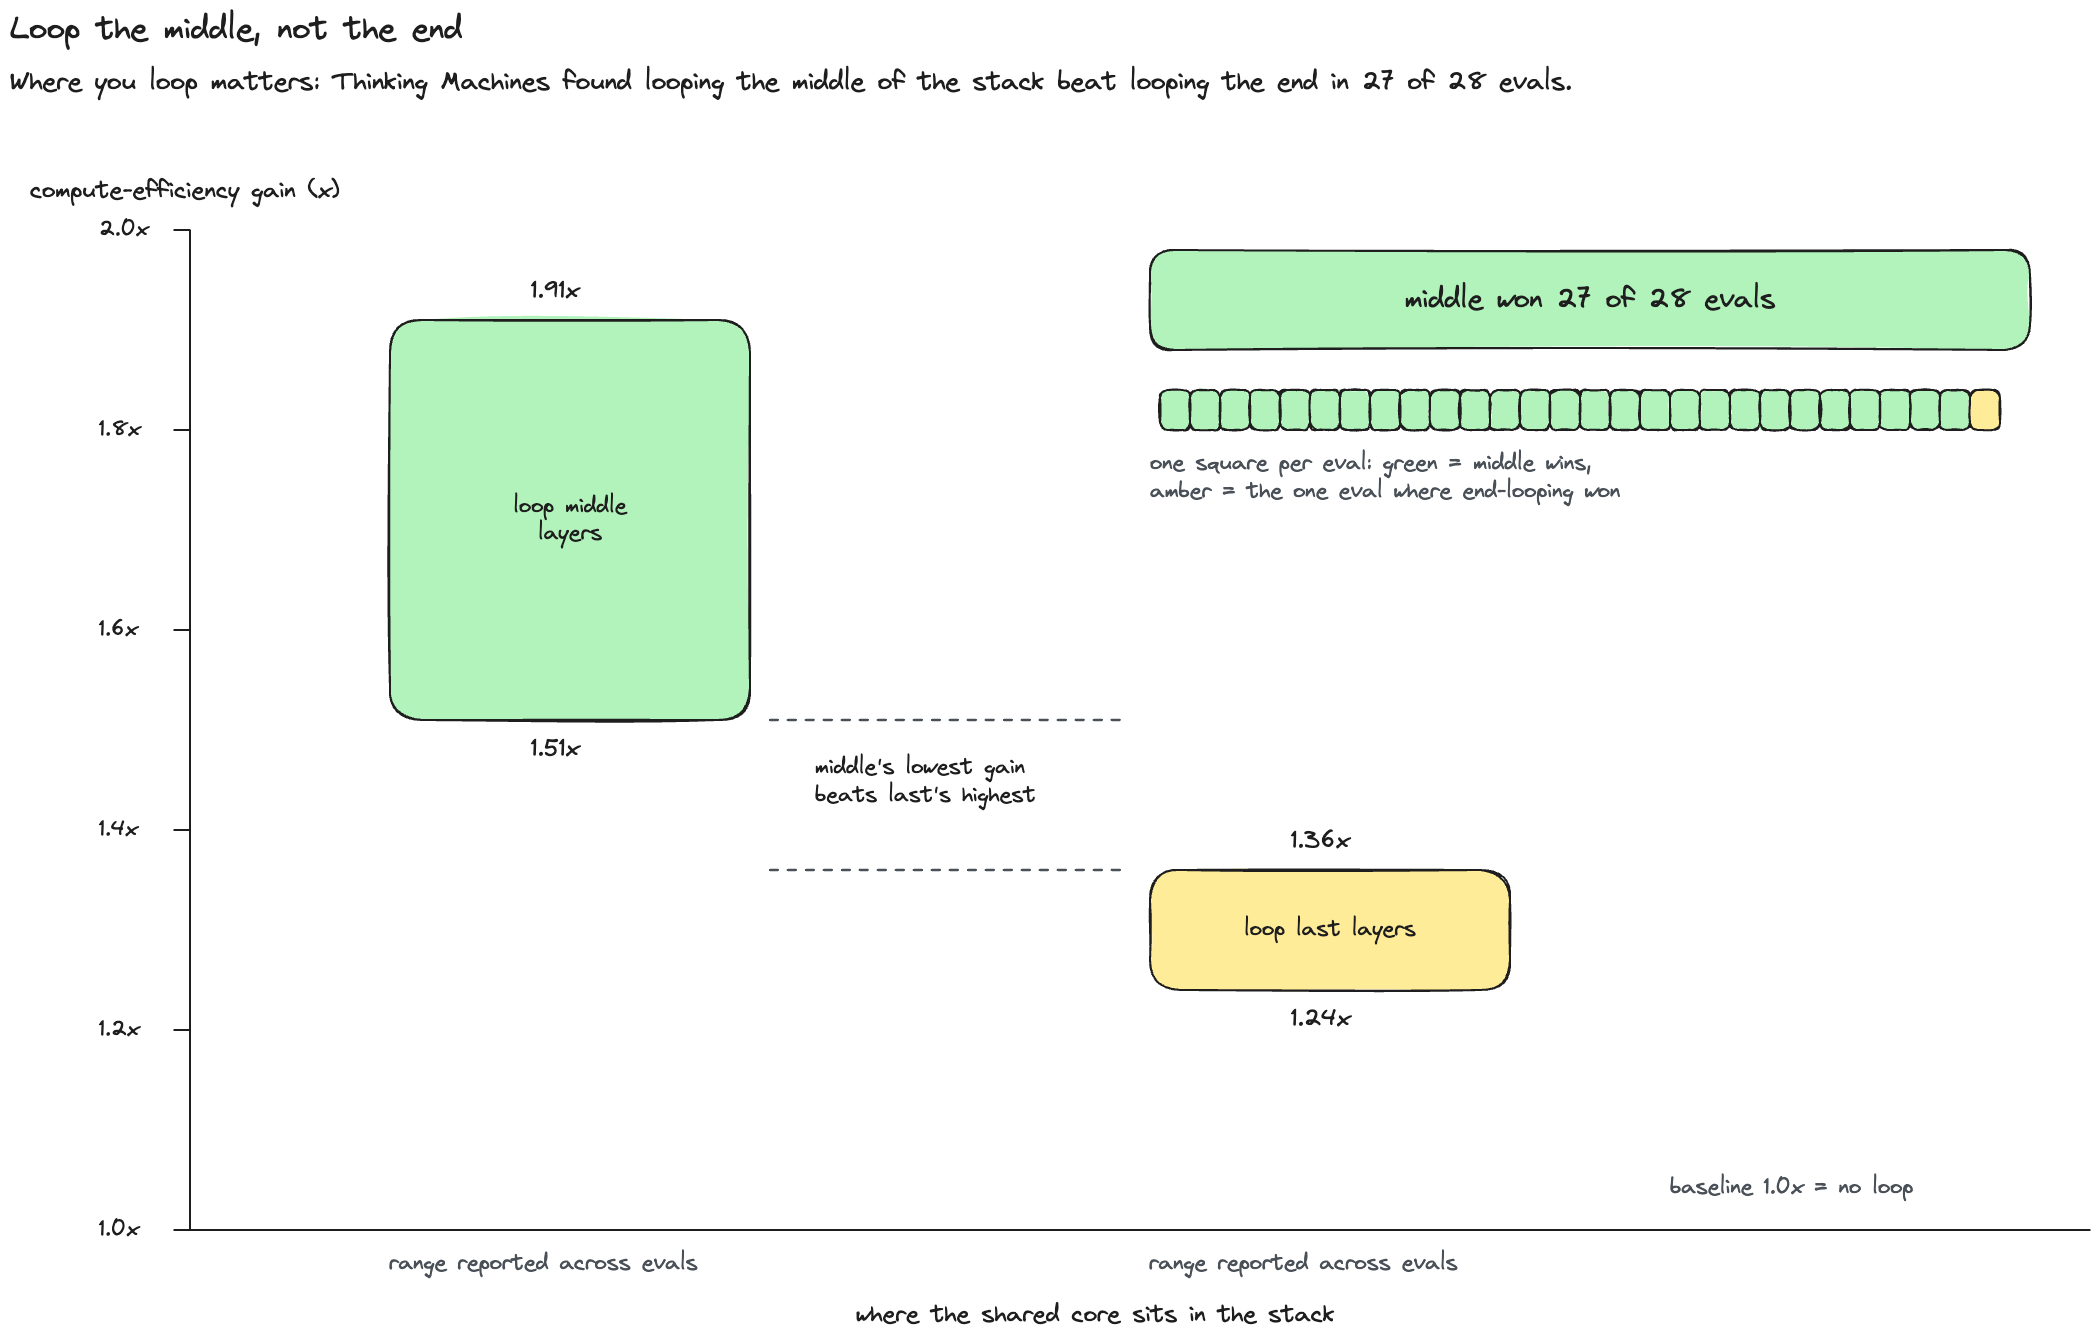 Loop the middle, not the end
Where you loop matters: Thinking Machines found looping the middle of the stack beat looping the end in 27 of 28 evals.
compute-efficiency gain (x)
2.0x
1.8x
1.6x
1.4x
1.2x
1.0x
1.91x
loop middle
layers
1.51x
middle's lowest gain
beats last's highest
middle won 27 of 28 evals
one square per eval: green = middle wins,
amber = the one eval where end-looping won
1.36x
loop last layers
1.24x
baseline 1.0x = no loop
range reported across evals
range reported across evals
where the shared core sits in the stack